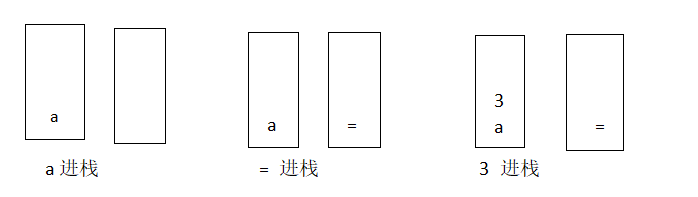 3
a a = a =
a 进栈 = 进栈 3 进栈